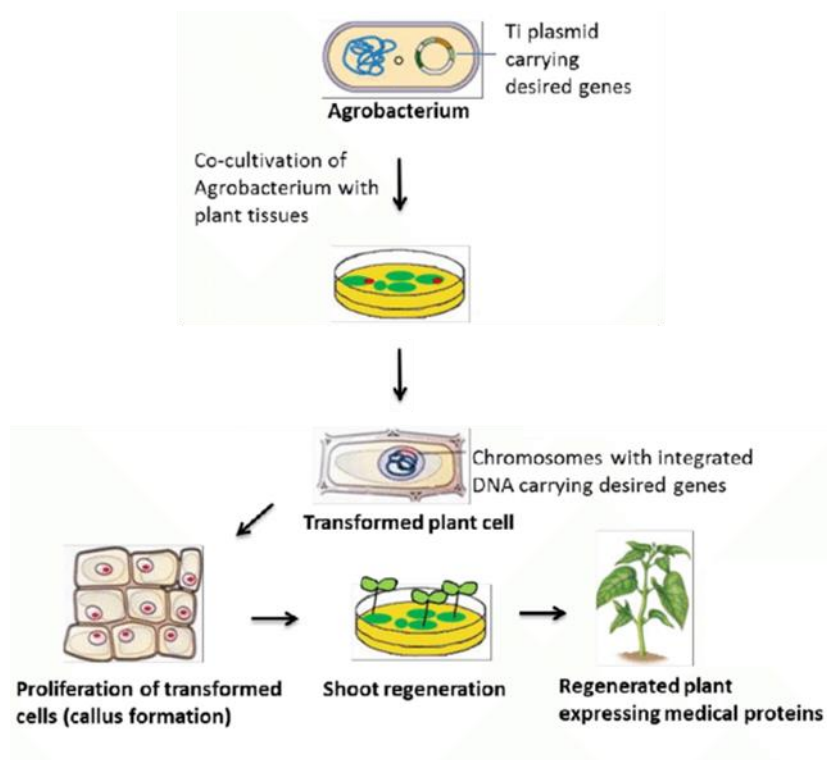 Ti plasmid
carrying
desired genes
Agrobacterium
Co-cultivation of
Agrobacterium with
plant tissues
Chromosomes with integrated
DNA carrying desired genes
Transformed plant cell
Proliferation of transformed
cells (callus formation)
Shoot regeneration
Regenerated plant
expressing medical proteins